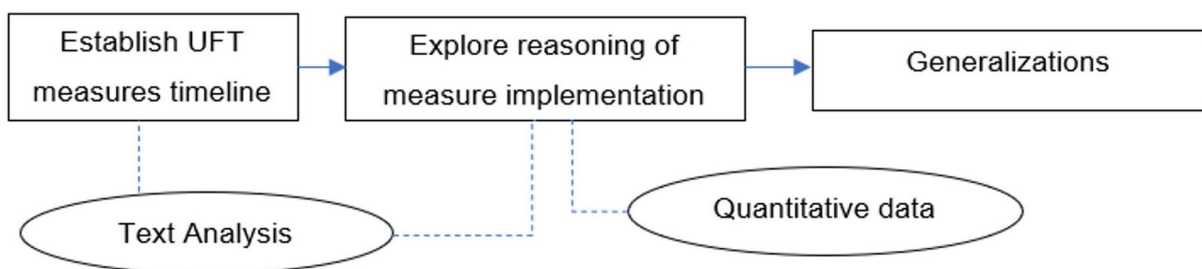 Establish UFT
measures timeline
Explore reasoning of
measure implementation
Generalizations
Text Analysis
Quantitative data